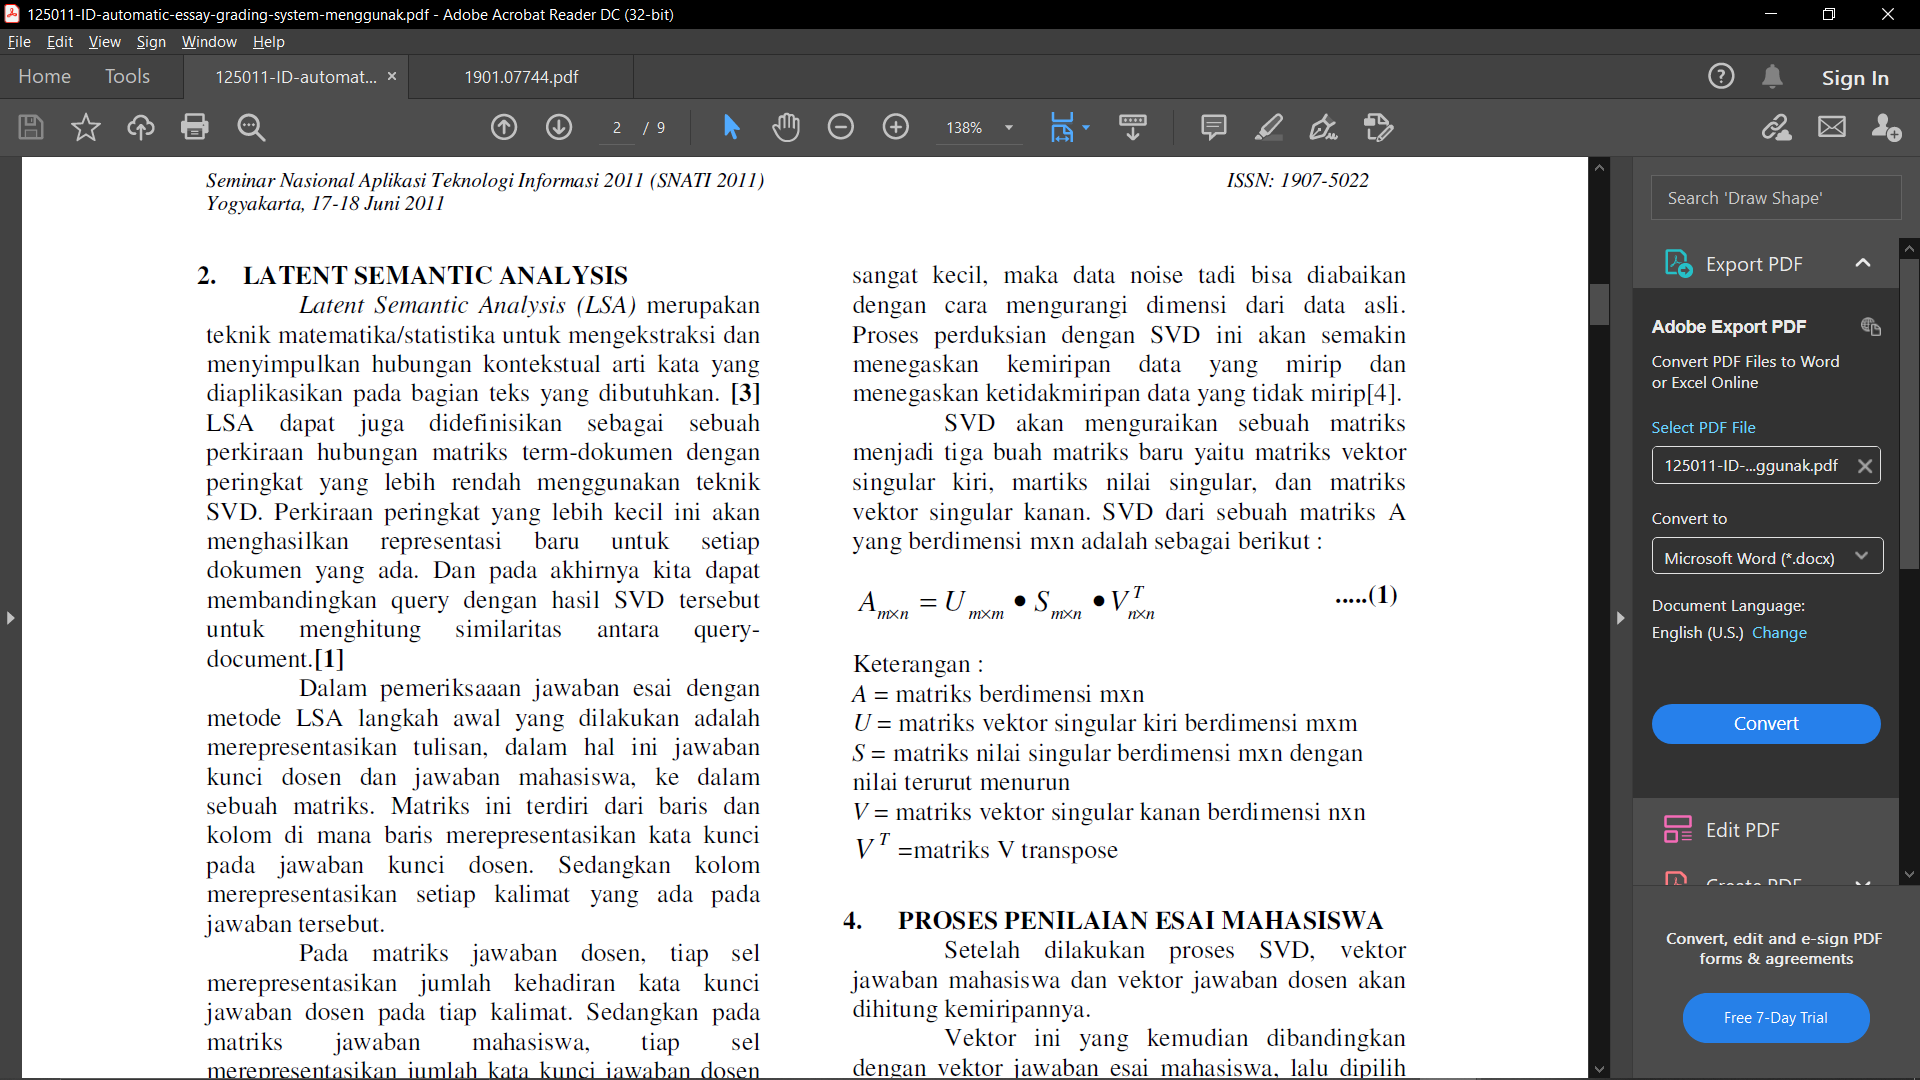 125011-ID-automatic-essay-grading-system-menggunak.pdf - Adobe Acrobat Reader DC (32-bit)
File Edit View Sign Window Help
Home Tools 125011-ID-automat... × 1901.07744.pdf Sign In
2 / 9 138%
Seminar Nasional Aplikasi Teknologi Informasi 2011 (SNATI 2011) ISSN: 1907-5022
Yogyakarta, 17-18 Juni 2011
2. LATENT SEMANTIC ANALYSIS
Latent Semantic Analysis (LSA) merupakan
teknik matematika/statistika untuk mengekstraksi dan
menyimpulkan hubungan kontekstual arti kata yang
diaplikasikan pada bagian teks yang dibutuhkan. [3]
LSA dapat juga didefinisikan sebagai sebuah
perkiraan hubungan matriks term-dokumen dengan
peringkat yang lebih rendah menggunakan teknik
SVD. Perkiraan peringkat yang lebih kecil ini akan
menghasilkan representasi baru untuk setiap
dokumen yang ada. Dan pada akhirnya kita dapat
membandingkan query dengan hasil SVD tersebut
untuk menghitung similaritas antara query-
document.[1]
Dalam pemeriksaaan jawaban esai dengan
metode LSA langkah awal yang dilakukan adalah
merepresentasikan tulisan, dalam hal ini jawaban
kunci dosen dan jawaban mahasiswa, ke dalam
sebuah matriks. Matriks ini terdiri dari baris dan
kolom di mana baris merepresentasikan kata kunci
pada jawaban kunci dosen. Sedangkan kolom
merepresentasikan setiap kalimat yang ada pada
jawaban tersebut.
Pada matriks jawaban dosen, tiap sel
merepresentasikan jumlah kehadiran kata kunci
jawaban dosen pada tiap kalimat. Sedangkan pada
matriks jawaban mahasiswa, tiap sel
merepresentasikan jumlah kata kunci jawaban dosen
sangat kecil, maka data noise tadi bisa diabaikan
dengan cara mengurangi dimensi dari data asli.
Proses perduksian dengan SVD ini akan semakin
menegaskan kemiripan data yang mirip dan
menegaskan ketidakmiripan data yang tidak mirip[4].
SVD akan menguraikan sebuah matriks
menjadi tiga buah matriks baru yaitu matriks vektor
singular kiri, martiks nilai singular, dan matriks
vektor singular kanan. SVD dari sebuah matriks A
yang berdimensi mxn adalah sebagai berikut :
A m×n = U m×m • S m×n • V T n×n .....(1)
Keterangan :
A = matriks berdimensi mxn
U = matriks vektor singular kiri berdimensi mxm
S = matriks nilai singular berdimensi mxn dengan
nilai terurut menurun
V = matriks vektor singular kanan berdimensi nxn
V T =matriks V transpose
4. PROSES PENILAIAN ESAI MAHASISWA
Setelah dilakukan proses SVD, vektor
jawaban mahasiswa dan vektor jawaban dosen akan
dihitung kemiripannya.
Vektor ini yang kemudian dibandingkan
dengan vektor jawaban esai mahasiswa, lalu dipilih
Search 'Draw Shape'
Export PDF
Adobe Export PDF
Convert PDF Files to Word
or Excel Online
Select PDF File
125011-ID-...ggunak.pdf
Convert to
Microsoft Word (*.docx)
Document Language:
English (U.S.) Change
Convert
Edit PDF
Create PDF
Convert, edit and e-sign PDF
forms & agreements
Free 7-Day Trial